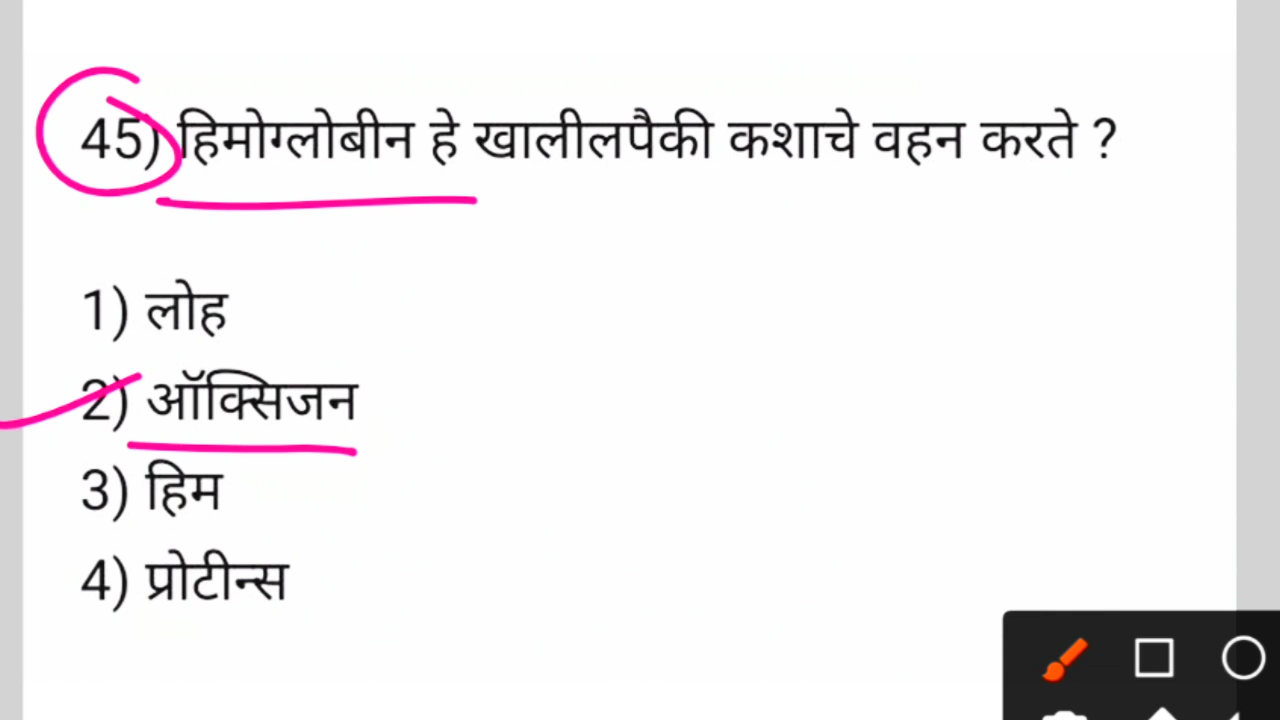 45) हिमोग्लोबीन हे खालीलपैकी कशाचे वहन करते ?
1) लोह
2) ऑक्सिजन
3) हिम
4) प्रोटीन्स